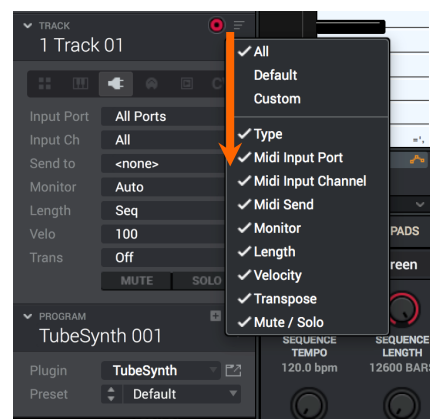 TRACK
1 Track 01
Input Port All Ports
Input Ch All
Send to <none>
Monitor Auto
Length Seq
Velo 100
Trans Off
MUTE SOLO
PROGRAM
TubeSynth 001
Plugin TubeSynth
Preset Default
All
Default
Custom
Type
Midi Input Port
Midi Input Channel
Midi Send
Monitor
Length
Velocity
Transpose
Mute / Solo
PADS
reen
SEQUENCE
TEMPO
120.0 bpm
SEQUENCE
LENGTH
12600 BARS